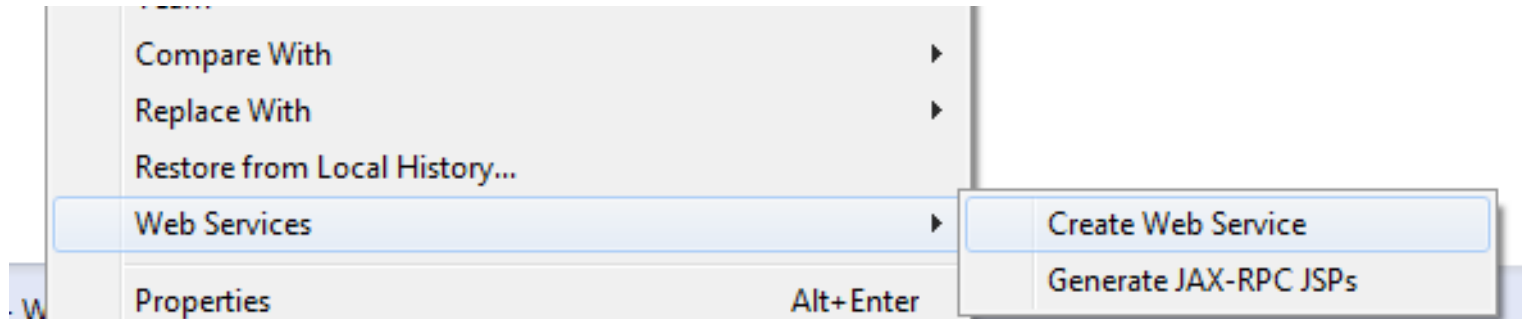 Compare With
Replace With
Restore from Local History...
Web Services
Create Web Service
Generate JAX-RPC JSPs
Properties Alt+Enter